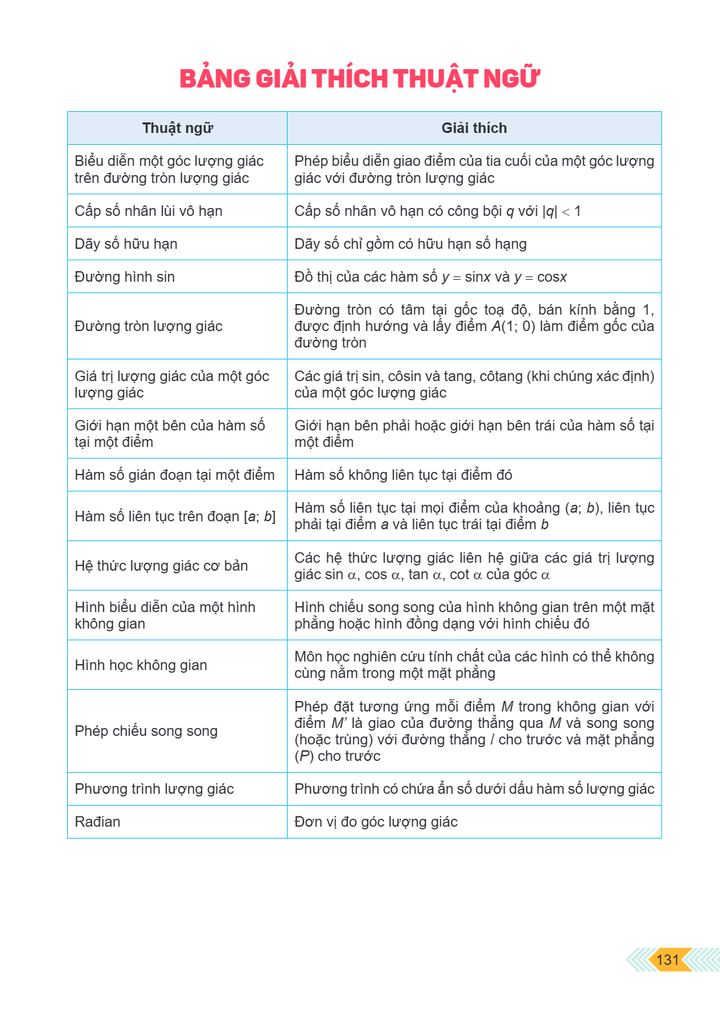 BẢNG GIẢI THÍCH THUẬT NGỮ
Thuật ngữ
Giải thích
Biểu diễn một góc lượng giác
trên đường tròn lượng giác
Phép biểu diễn giao điểm của tia cuối của một góc lượng
giác với đường tròn lượng giác
Cấp số nhân lùi vô hạn
Cấp số nhân vô hạn có công bội q với |q| < 1
Dãy số hữu hạn
Dãy số chỉ gồm có hữu hạn số hạng
Đường hình sin
Đồ thị của các hàm số y = sinx và y = cosx
Đường tròn lượng giác
Đường tròn có tâm tại gốc toạ độ, bán kính bằng 1,
được định hướng và lấy điểm A(1; 0) làm điểm gốc của
đường tròn
Giá trị lượng giác của một góc
lượng giác
Các giá trị sin, côsin và tang, côtang (khi chúng xác định)
của một góc lượng giác
Giới hạn một bên của hàm số
tại một điểm
Giới hạn bên phải hoặc giới hạn bên trái của hàm số tại
một điểm
Hàm số gián đoạn tại một điểm
Hàm số không liên tục tại điểm đó
Hàm số liên tục trên đoạn [a; b]
Hàm số liên tục tại mọi điểm của khoảng (a; b), liên tục
phải tại điểm a và liên tục trái tại điểm b
Hệ thức lượng giác cơ bản
Các hệ thức lượng giác liên hệ giữa các giá trị lượng
giác sin α, cos α, tan α, cot α của góc α
Hình biểu diễn của một hình
không gian
Hình chiếu song song của hình không gian trên một mặt
phẳng hoặc hình đồng dạng với hình chiếu đó
Hình học không gian
Môn học nghiên cứu tính chất của các hình có thể không
cùng nằm trong một mặt phẳng
Phép chiếu song song
Phép đặt tương ứng mỗi điểm M trong không gian với
điểm M' là giao của đường thẳng qua M và song song
(hoặc trùng) với đường thẳng l cho trước và mặt phẳng
(P) cho trước
Phương trình lượng giác
Phương trình có chứa ẩn số dưới dấu hàm số lượng giác
Rađian
Đơn vị đo góc lượng giác
131